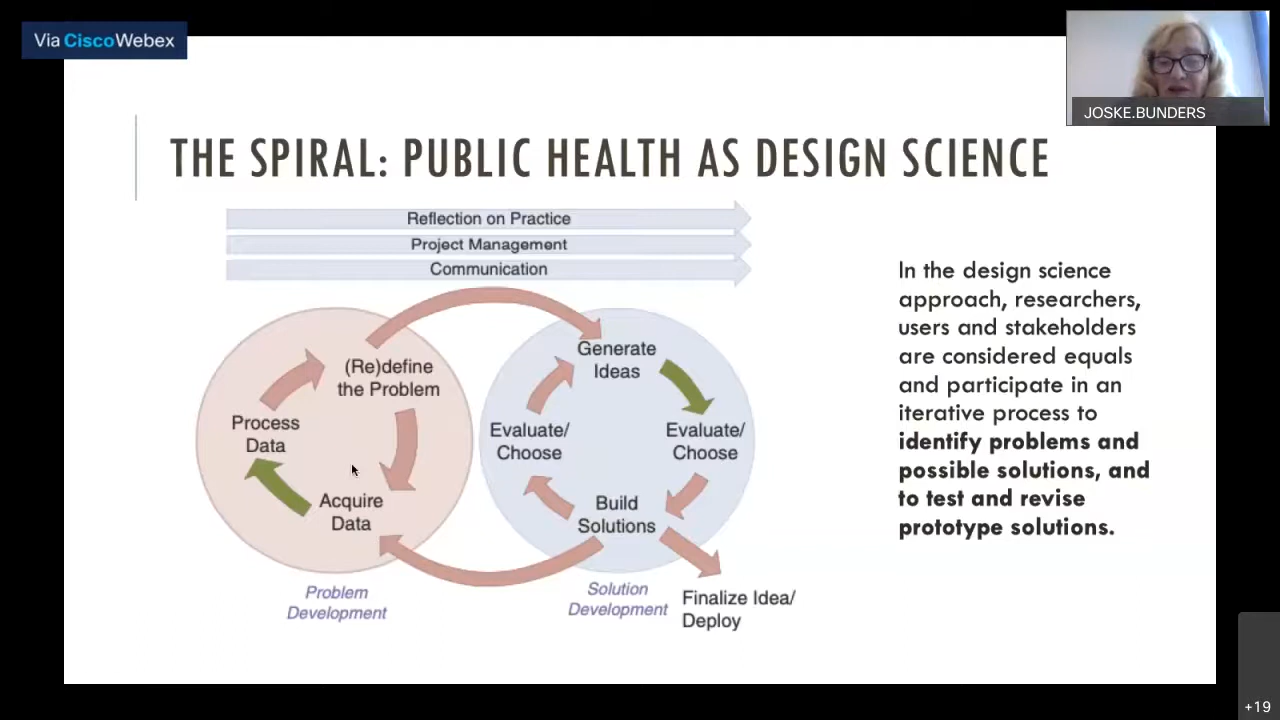 Via CiscoWebex
JOSKE.BUNDERS
THE SPIRAL: PUBLIC HEALTH AS DESIGN SCIENCE
Reflection on Practice
Project Management
Communication
(Re)define
the Problem
Process
Data
Acquire
Data
Problem
Development
Generate
Ideas
Evaluate/
Choose
Evaluate/
Choose
Build
Solutions
Solution
Development
Finalize Idea/
Deploy
In the design science
approach, researchers,
users and stakeholders
are considered equals
and participate in an
iterative process to
identify problems and
possible solutions, and
to test and revise
prototype solutions.
+19